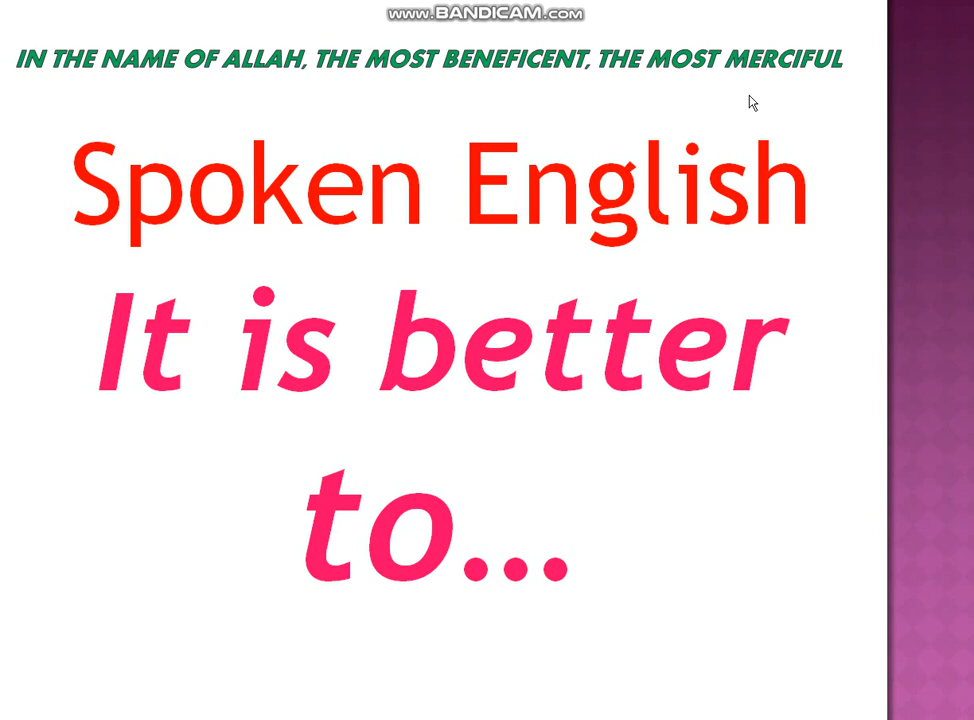 www.BANDICAM.com
IN THE NAME OF ALLAH, THE MOST BENEFICENT, THE MOST MERCIFUL
Spoken English
It is better
to...